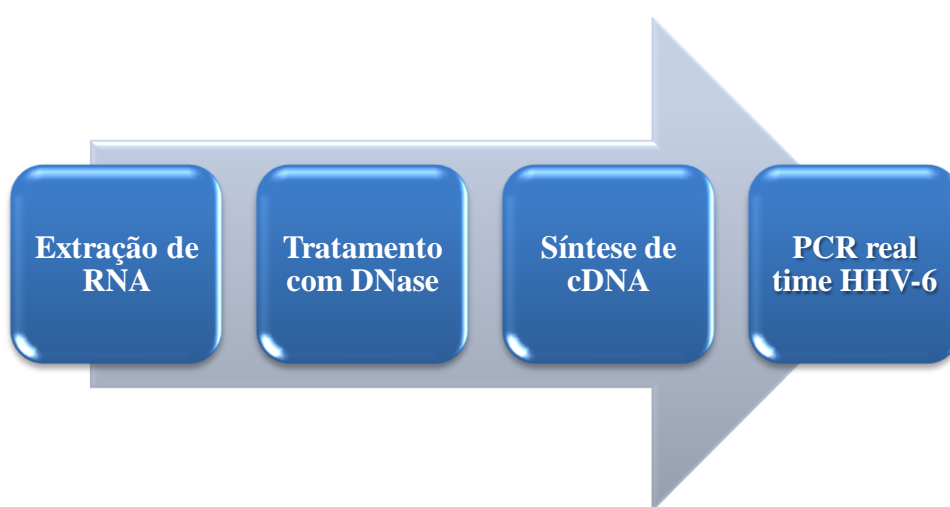 Extração de
RNA
Tratamento
com DNase
Síntese de
cDNA
PCR real
time HHV-6